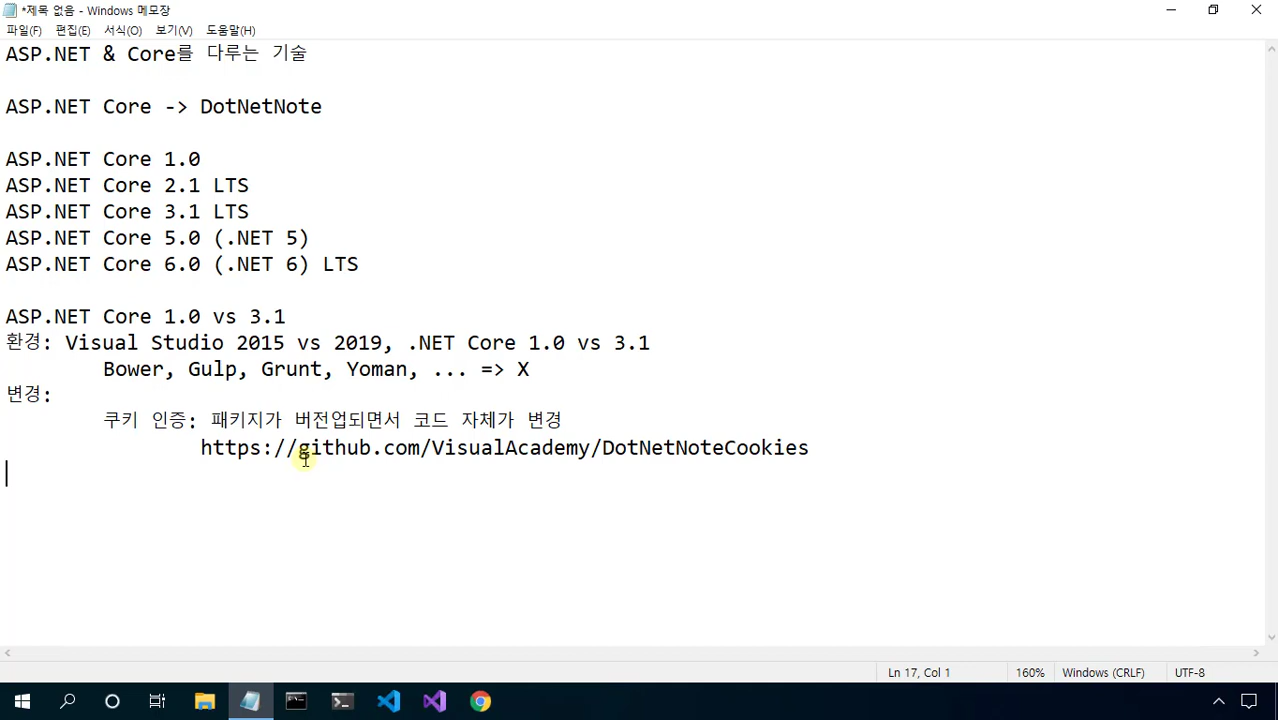 *제목 없음 - Windows 메모장
파일(F) 편집(E) 서식(O) 보기(V) 도움말(H)
ASP.NET & Core를 다루는 기술
ASP.NET Core -> DotNetNote
ASP.NET Core 1.0
ASP.NET Core 2.1 LTS
ASP.NET Core 3.1 LTS
ASP.NET Core 5.0 (.NET 5)
ASP.NET Core 6.0 (.NET 6) LTS
ASP.NET Core 1.0 vs 3.1
환경: Visual Studio 2015 vs 2019, .NET Core 1.0 vs 3.1
Bower, Gulp, Grunt, Yoman, ... => X
변경:
쿠키 인증: 패키지가 버전업되면서 코드 자체가 변경
https://github.com/VisualAcademy/DotNetNoteCookies
Ln 17, Col 1 160% Windows (CRLF) UTF-8